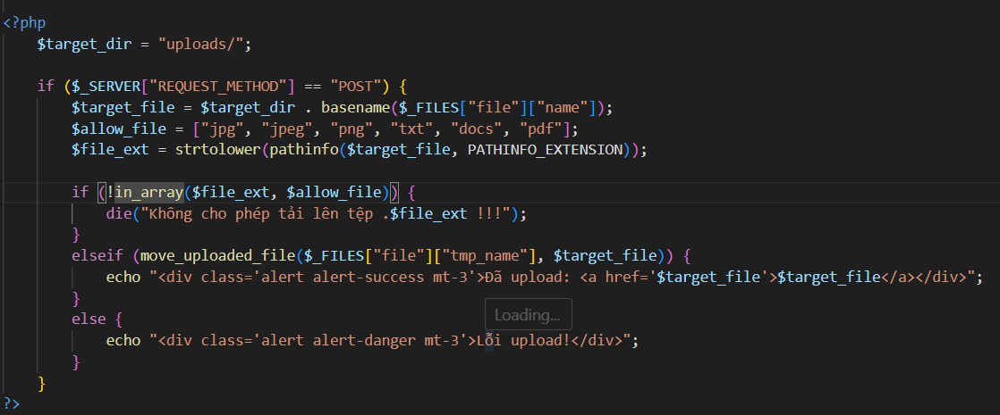 <?php
    $target_dir = "uploads/";

    if ($_SERVER["REQUEST_METHOD"] == "POST") {
        $target_file = $target_dir . basename($_FILES["file"]["name"]);
        $allow_file = ["jpg", "jpeg", "png", "txt", "docs", "pdf"];
        $file_ext = strtolower(pathinfo($target_file, PATHINFO_EXTENSION));

        if (!in_array($file_ext, $allow_file)) {
            die("Không cho phép tải lên tệp .$file_ext !!!");
        }
        elseif (move_uploaded_file($_FILES["file"]["tmp_name"], $target_file)) {
            echo "<div class='alert alert-success mt-3'>Đã upload: <a href='$target_file'>$target_file</a></div>";
        }
Loading...
        else {
            echo "<div class='alert alert-danger mt-3'>Lỗi upload!</div>";
        }
    }
?>